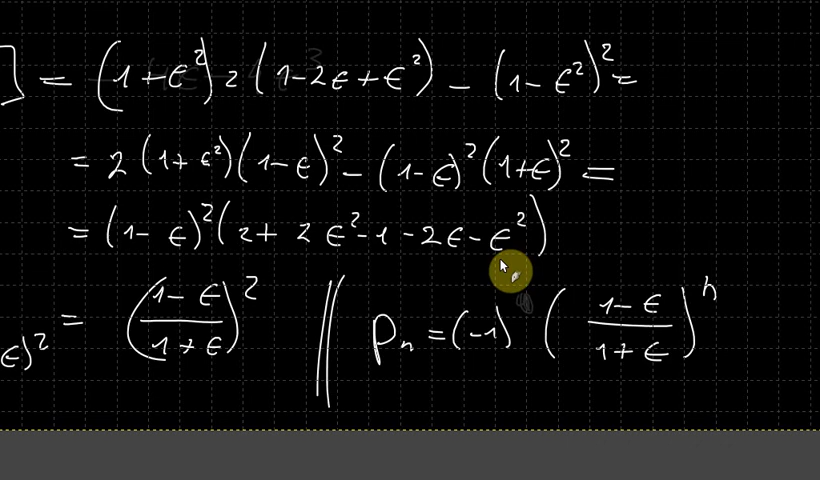 ] = (1+ϵ²) 2 (1-2ϵ+ϵ²) - (1-ϵ²)² =
= 2 (1+ϵ²)(1-ϵ)² - (1-ϵ)² (1+ϵ)² =
= (1-ϵ)² (2+2ϵ²-1-2ϵ-ϵ²)
ϵ)² = ((1-ϵ)/(1+ϵ))² || pₙ = (-1) ((1-ϵ)/(1+ϵ))ⁿ